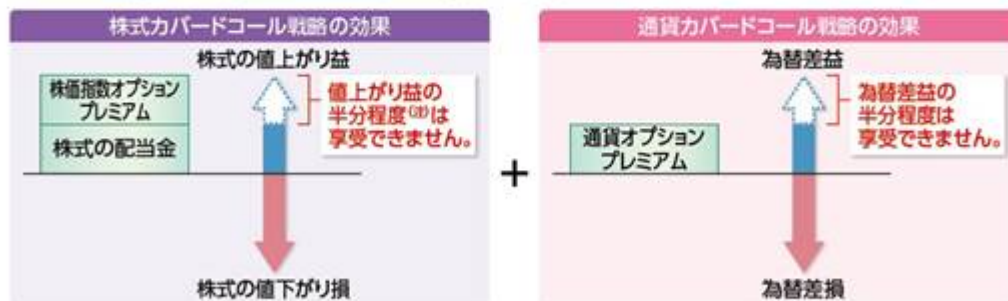 株式カバードコール戦略の効果
株式の値上がり益
株価指数オプション
プレミアム
株式の配当金
値上がり益の
半分程度(注)は
享受できません。
株式の値下がり損
+
通貨カバードコール戦略の効果
為替差益
通貨オプション
プレミアム
為替差益の
半分程度は
享受できません。
為替差損